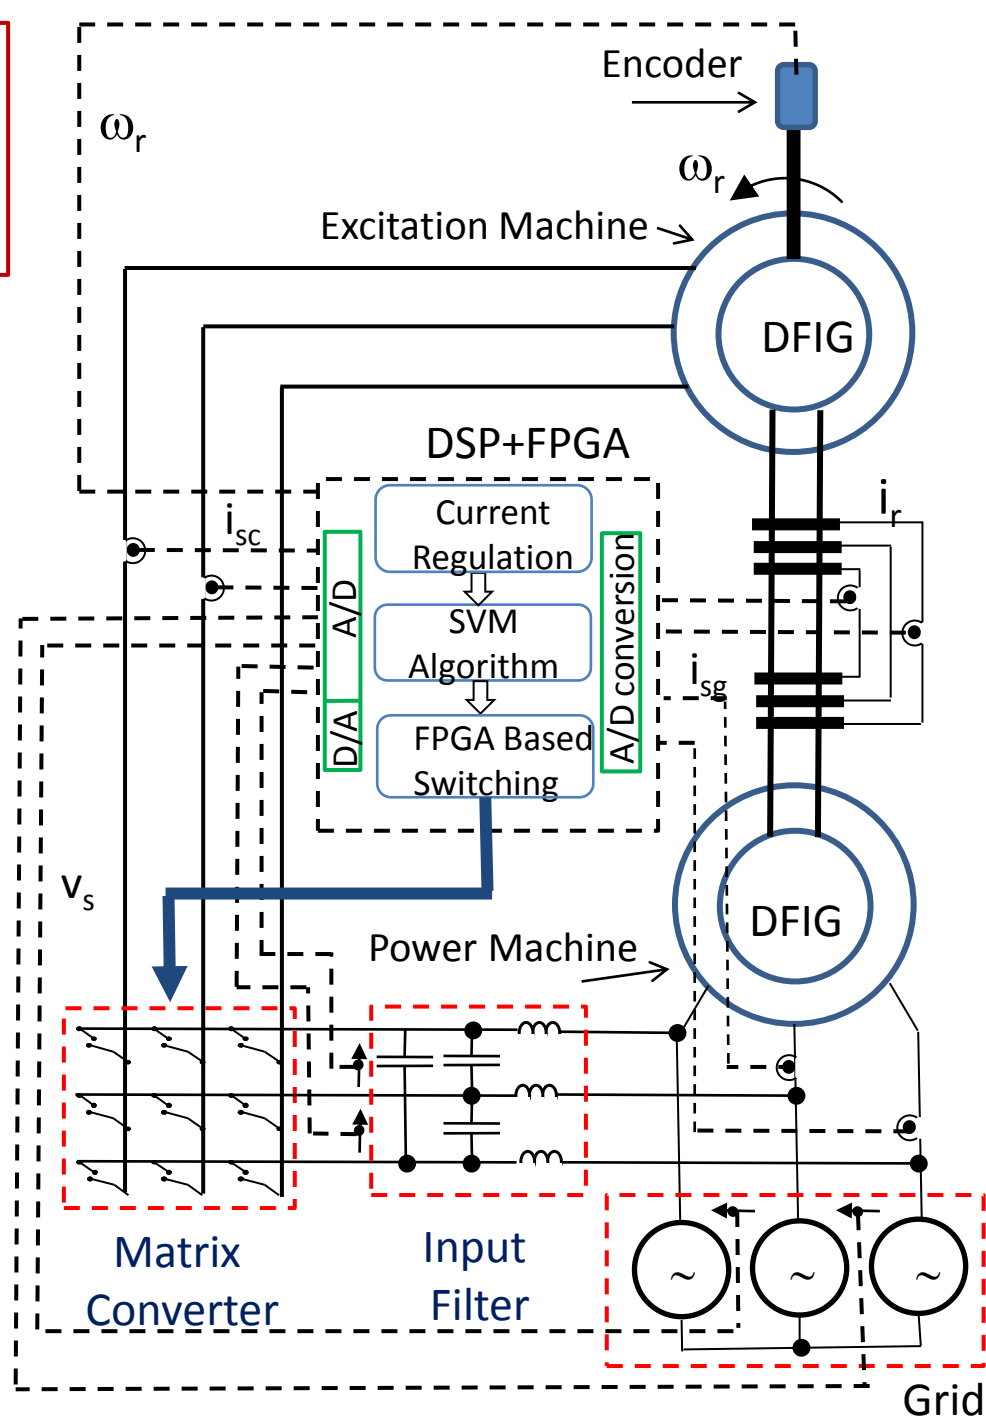 Encoder
ωr
ωr
Excitation Machine
DFIG
DSP+FPGA
isc
ir
Current
Regulation
A/D
SVM
Algorithm
A/D conversion
isg
D/A
FPGA Based
Switching
vs
DFIG
Power Machine
~
~
~
Matrix
Converter
Input
Filter
Grid